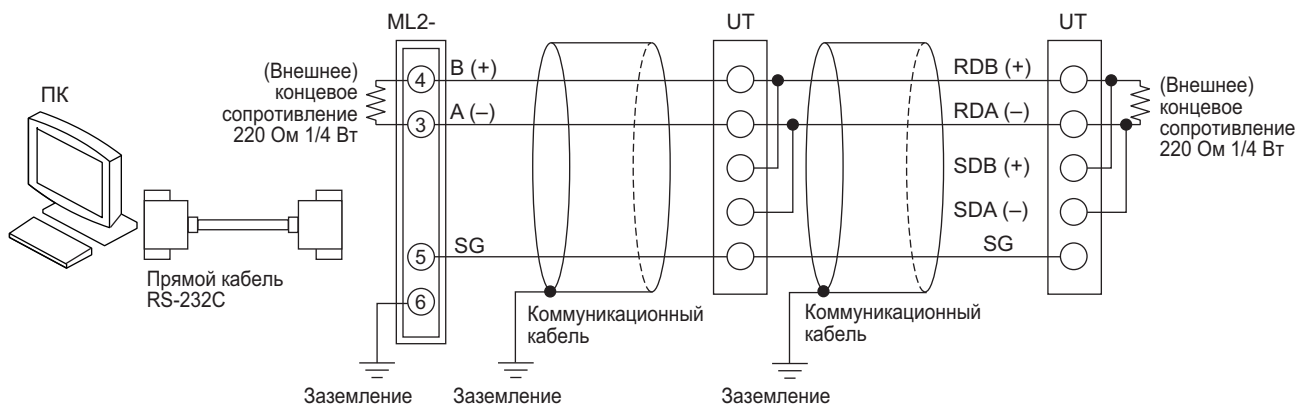 ML2-
UT
UT
(Внешнее)
концевое
сопротивление
220 Ом 1/4 Вт
ПК
4
B (+)
RDB (+)
3
A (–)
RDA (–)
(Внешнее)
концевое
сопротивление
220 Ом 1/4 Вт
SDB (+)
SDA (–)
5
SG
SG
6
Прямой кабель
RS-232C
Коммуникационный
кабель
Коммуникационный
кабель
Заземление
Заземление
Заземление